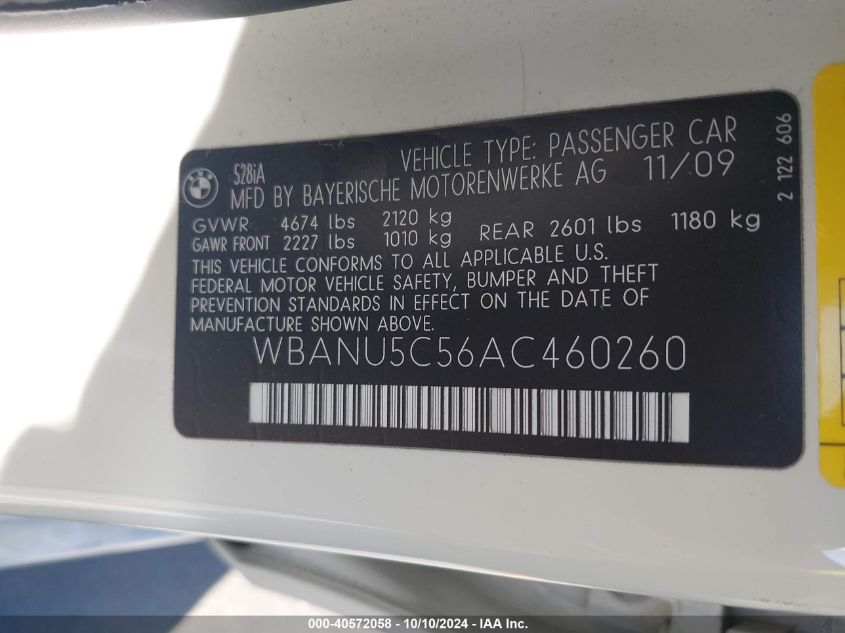 BMW
528iA VEHICLE TYPE: PASSENGER CAR
MFD BY BAYERISCHE MOTORENWERKE AG 11/09
GVWR 4674 lbs 2120 kg
GAWR FRONT 2227 lbs 1010 kg REAR 2601 lbs 1180 kg
THIS VEHICLE CONFORMS TO ALL APPLICABLE U.S.
FEDERAL MOTOR VEHICLE SAFETY, BUMPER AND THEFT
PREVENTION STANDARDS IN EFFECT ON THE DATE OF
MANUFACTURE SHOWN ABOVE.
WBANU5C56AC460260
2 122 606
000-40572058 - 10/10/2024 - IAA Inc.